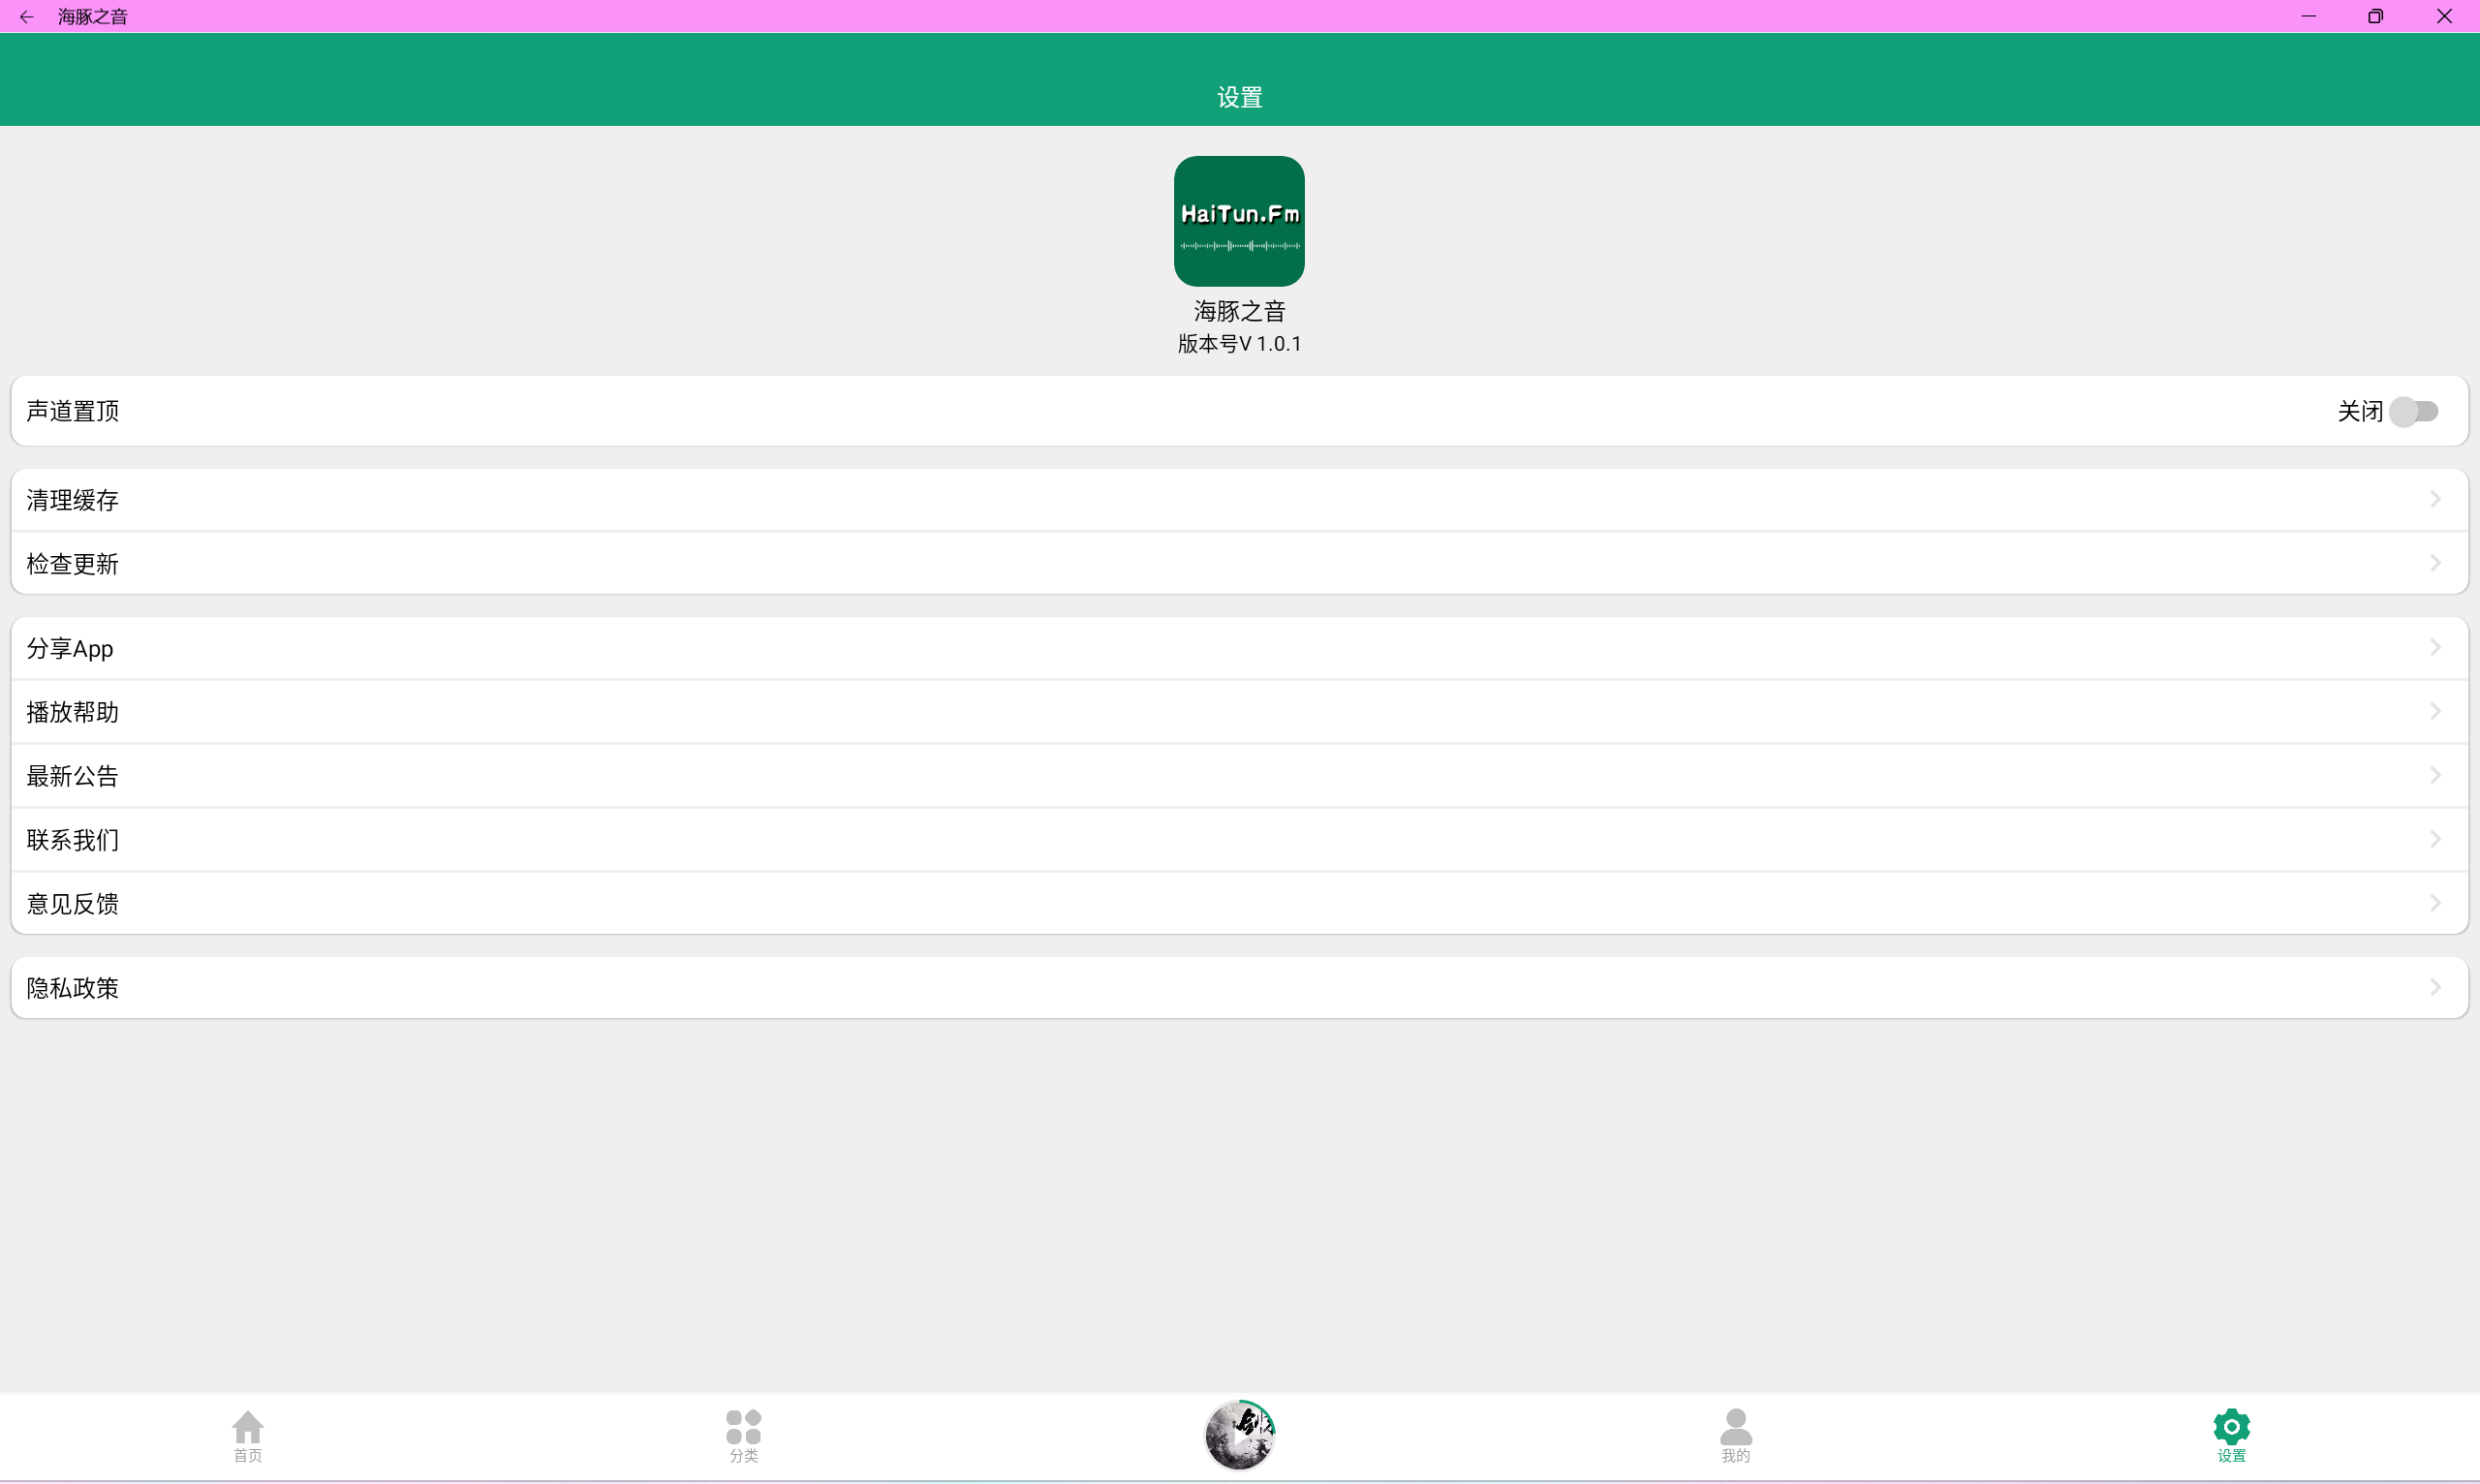 海豚之音
设置
HaiTun.Fm
海豚之音
版本号V 1.0.1
声道置顶 关闭
清理缓存
检查更新
分享App
播放帮助
最新公告
联系我们
意见反馈
隐私政策
首页 分类 我的 设置